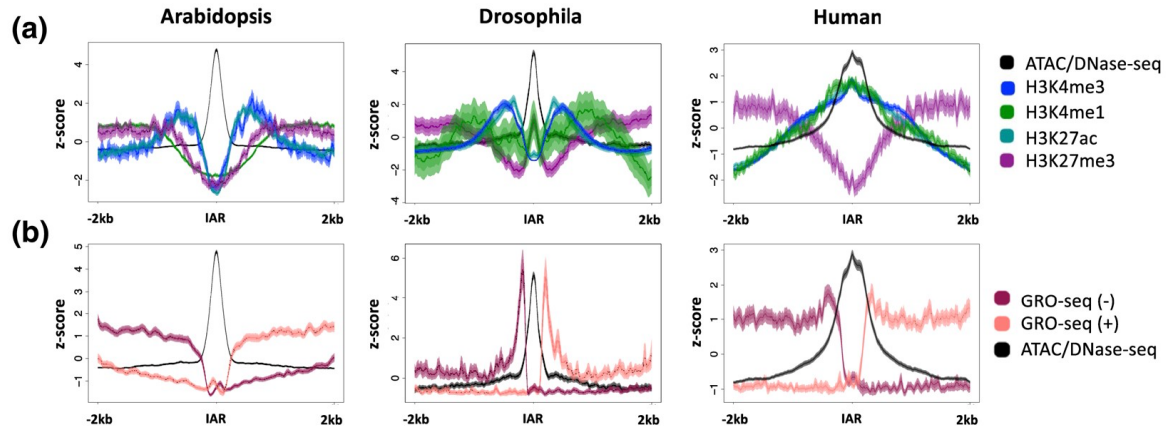 Arabidopsis Drosophila Human
(a)
z-score 4 2 0 −2 -2kb IAR 2kb
z-score 4 2 0 −2 −4 -2kb IAR 2kb
z-score 3 2 1 0 −1 −2 -2kb IAR 2kb
ATAC/DNase-seq
H3K4me3
H3K4me1
H3K27ac
H3K27me3
(b)
z-score 5 4 3 2 0 −1 -2kb IAR 2kb
z-score 6 4 2 0 -2kb IAR 2kb
z-score 3 2 1 0 −1 -2kb IAR 2kb
GRO-seq (-)
GRO-seq (+)
ATAC/DNase-seq